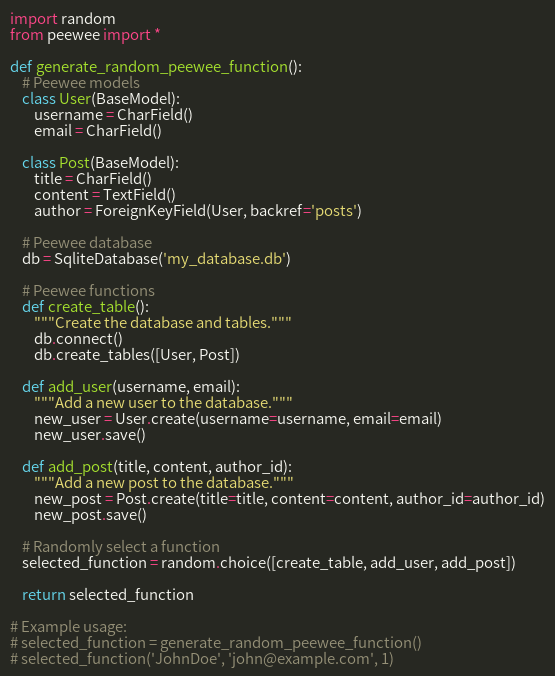 import random
from peewee import *

def generate_random_peewee_function():
    # Peewee models
    class User(BaseModel):
        username = CharField()
        email = CharField()

    class Post(BaseModel):
        title = CharField()
        content = TextField()
        author = ForeignKeyField(User, backref='posts')

    # Peewee database
    db = SqliteDatabase('my_database.db')

    # Peewee functions
    def create_table():
        """Create the database and tables."""
        db.connect()
        db.create_tables([User, Post])

    def add_user(username, email):
        """Add a new user to the database."""
        new_user = User.create(username=username, email=email)
        new_user.save()

    def add_post(title, content, author_id):
        """Add a new post to the database."""
        new_post = Post.create(title=title, content=content, author_id=author_id)
        new_post.save()

    # Randomly select a function
    selected_function = random.choice([create_table, add_user, add_post])

    return selected_function

# Example usage:
# selected_function = generate_random_peewee_function()
# selected_function('JohnDoe', 'john@example.com', 1)